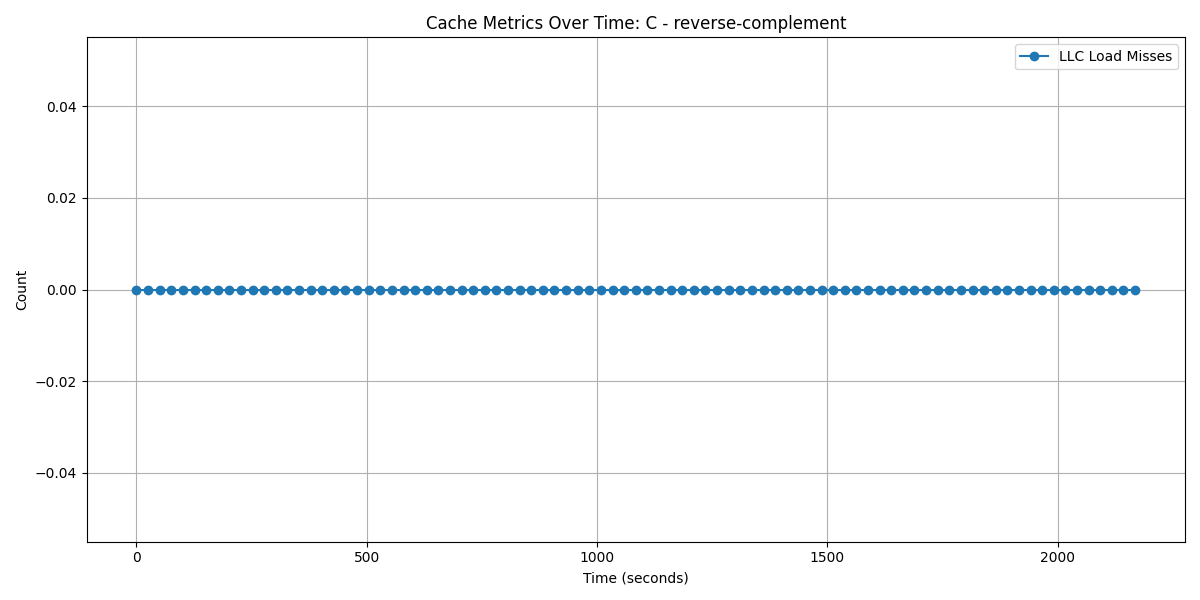 Cache Metrics Over Time: C - reverse-complement
LLC Load Misses
0.04
0.02
0.00
−0.02
−0.04
Count
0
500
1000
1500
2000
Time (seconds)